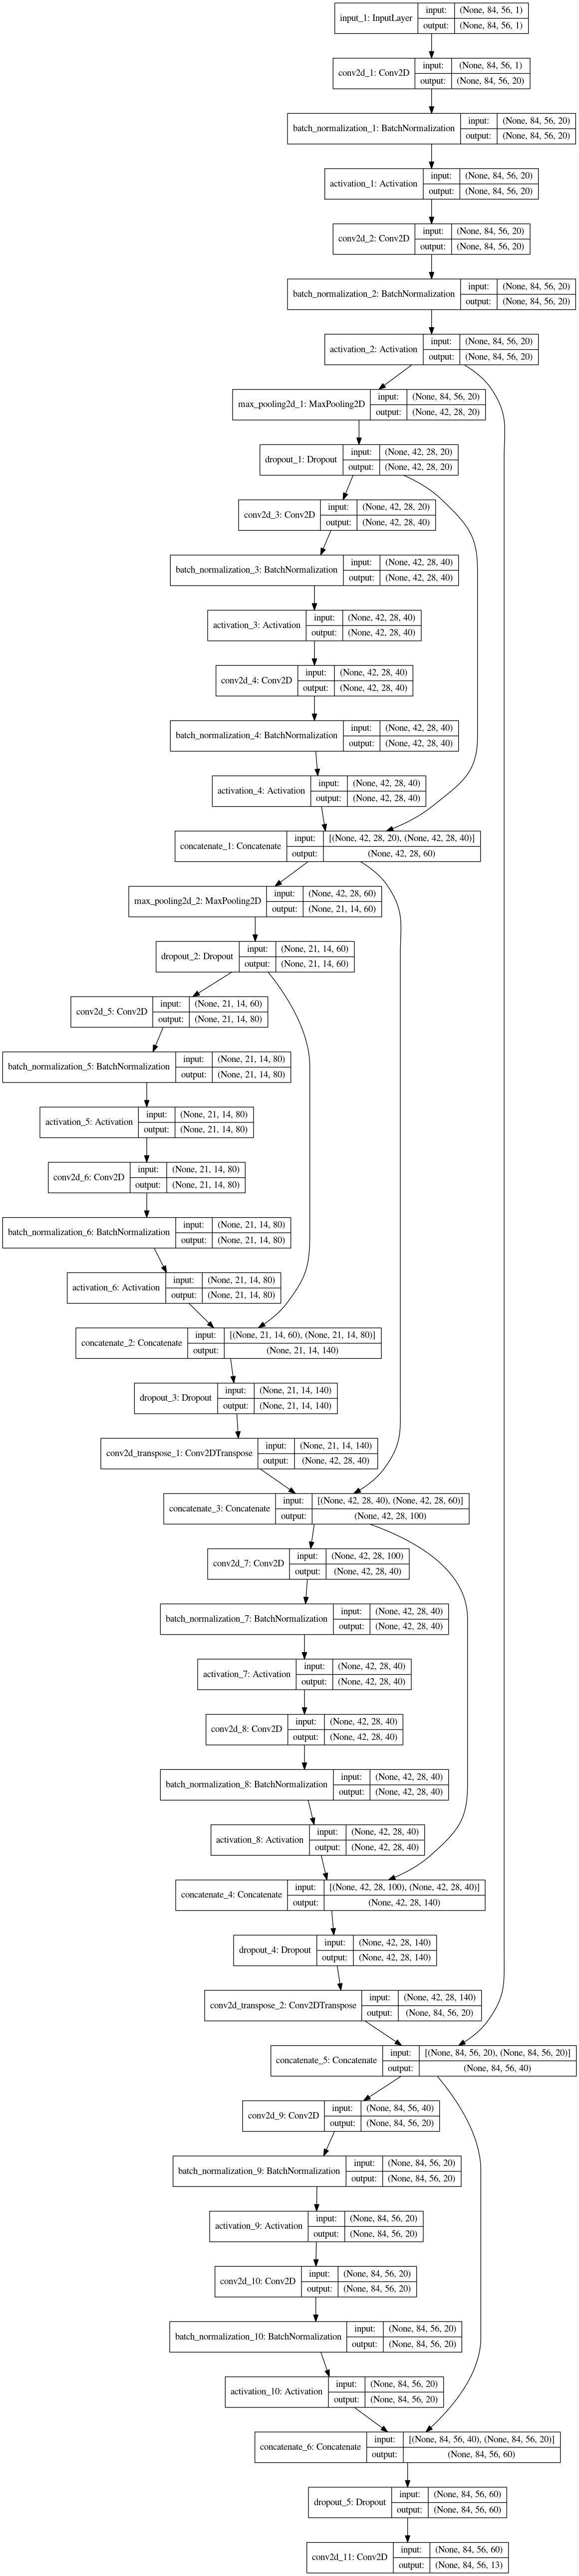 input_1: InputLayer input: (None, 84, 56, 1)
output: (None, 84, 56, 1)
conv2d_1: Conv2D input: (None, 84, 56, 1)
output: (None, 84, 56, 20)
batch_normalization_1: BatchNormalization input: (None, 84, 56, 20)
output: (None, 84, 56, 20)
activation_1: Activation input: (None, 84, 56, 20)
output: (None, 84, 56, 20)
conv2d_2: Conv2D input: (None, 84, 56, 20)
output: (None, 84, 56, 20)
batch_normalization_2: BatchNormalization input: (None, 84, 56, 20)
output: (None, 84, 56, 20)
activation_2: Activation input: (None, 84, 56, 20)
output: (None, 84, 56, 20)
max_pooling2d_1: MaxPooling2D input: (None, 84, 56, 20)
output: (None, 42, 28, 20)
dropout_1: Dropout input: (None, 42, 28, 20)
output: (None, 42, 28, 20)
conv2d_3: Conv2D input: (None, 42, 28, 20)
output: (None, 42, 28, 40)
batch_normalization_3: BatchNormalization input: (None, 42, 28, 40)
output: (None, 42, 28, 40)
activation_3: Activation input: (None, 42, 28, 40)
output: (None, 42, 28, 40)
conv2d_4: Conv2D input: (None, 42, 28, 40)
output: (None, 42, 28, 40)
batch_normalization_4: BatchNormalization input: (None, 42, 28, 40)
output: (None, 42, 28, 40)
activation_4: Activation input: (None, 42, 28, 40)
output: (None, 42, 28, 40)
concatenate_1: Concatenate input: [(None, 42, 28, 20), (None, 42, 28, 40)]
output: (None, 42, 28, 60)
max_pooling2d_2: MaxPooling2D input: (None, 42, 28, 60)
output: (None, 21, 14, 60)
dropout_2: Dropout input: (None, 21, 14, 60)
output: (None, 21, 14, 60)
conv2d_5: Conv2D input: (None, 21, 14, 60)
output: (None, 21, 14, 80)
batch_normalization_5: BatchNormalization input: (None, 21, 14, 80)
output: (None, 21, 14, 80)
activation_5: Activation input: (None, 21, 14, 80)
output: (None, 21, 14, 80)
conv2d_6: Conv2D input: (None, 21, 14, 80)
output: (None, 21, 14, 80)
batch_normalization_6: BatchNormalization input: (None, 21, 14, 80)
output: (None, 21, 14, 80)
activation_6: Activation input: (None, 21, 14, 80)
output: (None, 21, 14, 80)
concatenate_2: Concatenate input: [(None, 21, 14, 60), (None, 21, 14, 80)]
output: (None, 21, 14, 140)
dropout_3: Dropout input: (None, 21, 14, 140)
output: (None, 21, 14, 140)
conv2d_transpose_1: Conv2DTranspose input: (None, 21, 14, 140)
output: (None, 42, 28, 40)
concatenate_3: Concatenate input: [(None, 42, 28, 40), (None, 42, 28, 60)]
output: (None, 42, 28, 100)
conv2d_7: Conv2D input: (None, 42, 28, 100)
output: (None, 42, 28, 40)
batch_normalization_7: BatchNormalization input: (None, 42, 28, 40)
output: (None, 42, 28, 40)
activation_7: Activation input: (None, 42, 28, 40)
output: (None, 42, 28, 40)
conv2d_8: Conv2D input: (None, 42, 28, 40)
output: (None, 42, 28, 40)
batch_normalization_8: BatchNormalization input: (None, 42, 28, 40)
output: (None, 42, 28, 40)
activation_8: Activation input: (None, 42, 28, 40)
output: (None, 42, 28, 40)
concatenate_4: Concatenate input: [(None, 42, 28, 100), (None, 42, 28, 40)]
output: (None, 42, 28, 140)
dropout_4: Dropout input: (None, 42, 28, 140)
output: (None, 42, 28, 140)
conv2d_transpose_2: Conv2DTranspose input: (None, 42, 28, 140)
output: (None, 84, 56, 20)
concatenate_5: Concatenate input: [(None, 84, 56, 20), (None, 84, 56, 20)]
output: (None, 84, 56, 40)
conv2d_9: Conv2D input: (None, 84, 56, 40)
output: (None, 84, 56, 20)
batch_normalization_9: BatchNormalization input: (None, 84, 56, 20)
output: (None, 84, 56, 20)
activation_9: Activation input: (None, 84, 56, 20)
output: (None, 84, 56, 20)
conv2d_10: Conv2D input: (None, 84, 56, 20)
output: (None, 84, 56, 20)
batch_normalization_10: BatchNormalization input: (None, 84, 56, 20)
output: (None, 84, 56, 20)
activation_10: Activation input: (None, 84, 56, 20)
output: (None, 84, 56, 20)
concatenate_6: Concatenate input: [(None, 84, 56, 40), (None, 84, 56, 20)]
output: (None, 84, 56, 60)
dropout_5: Dropout input: (None, 84, 56, 60)
output: (None, 84, 56, 60)
conv2d_11: Conv2D input: (None, 84, 56, 60)
output: (None, 84, 56, 13)